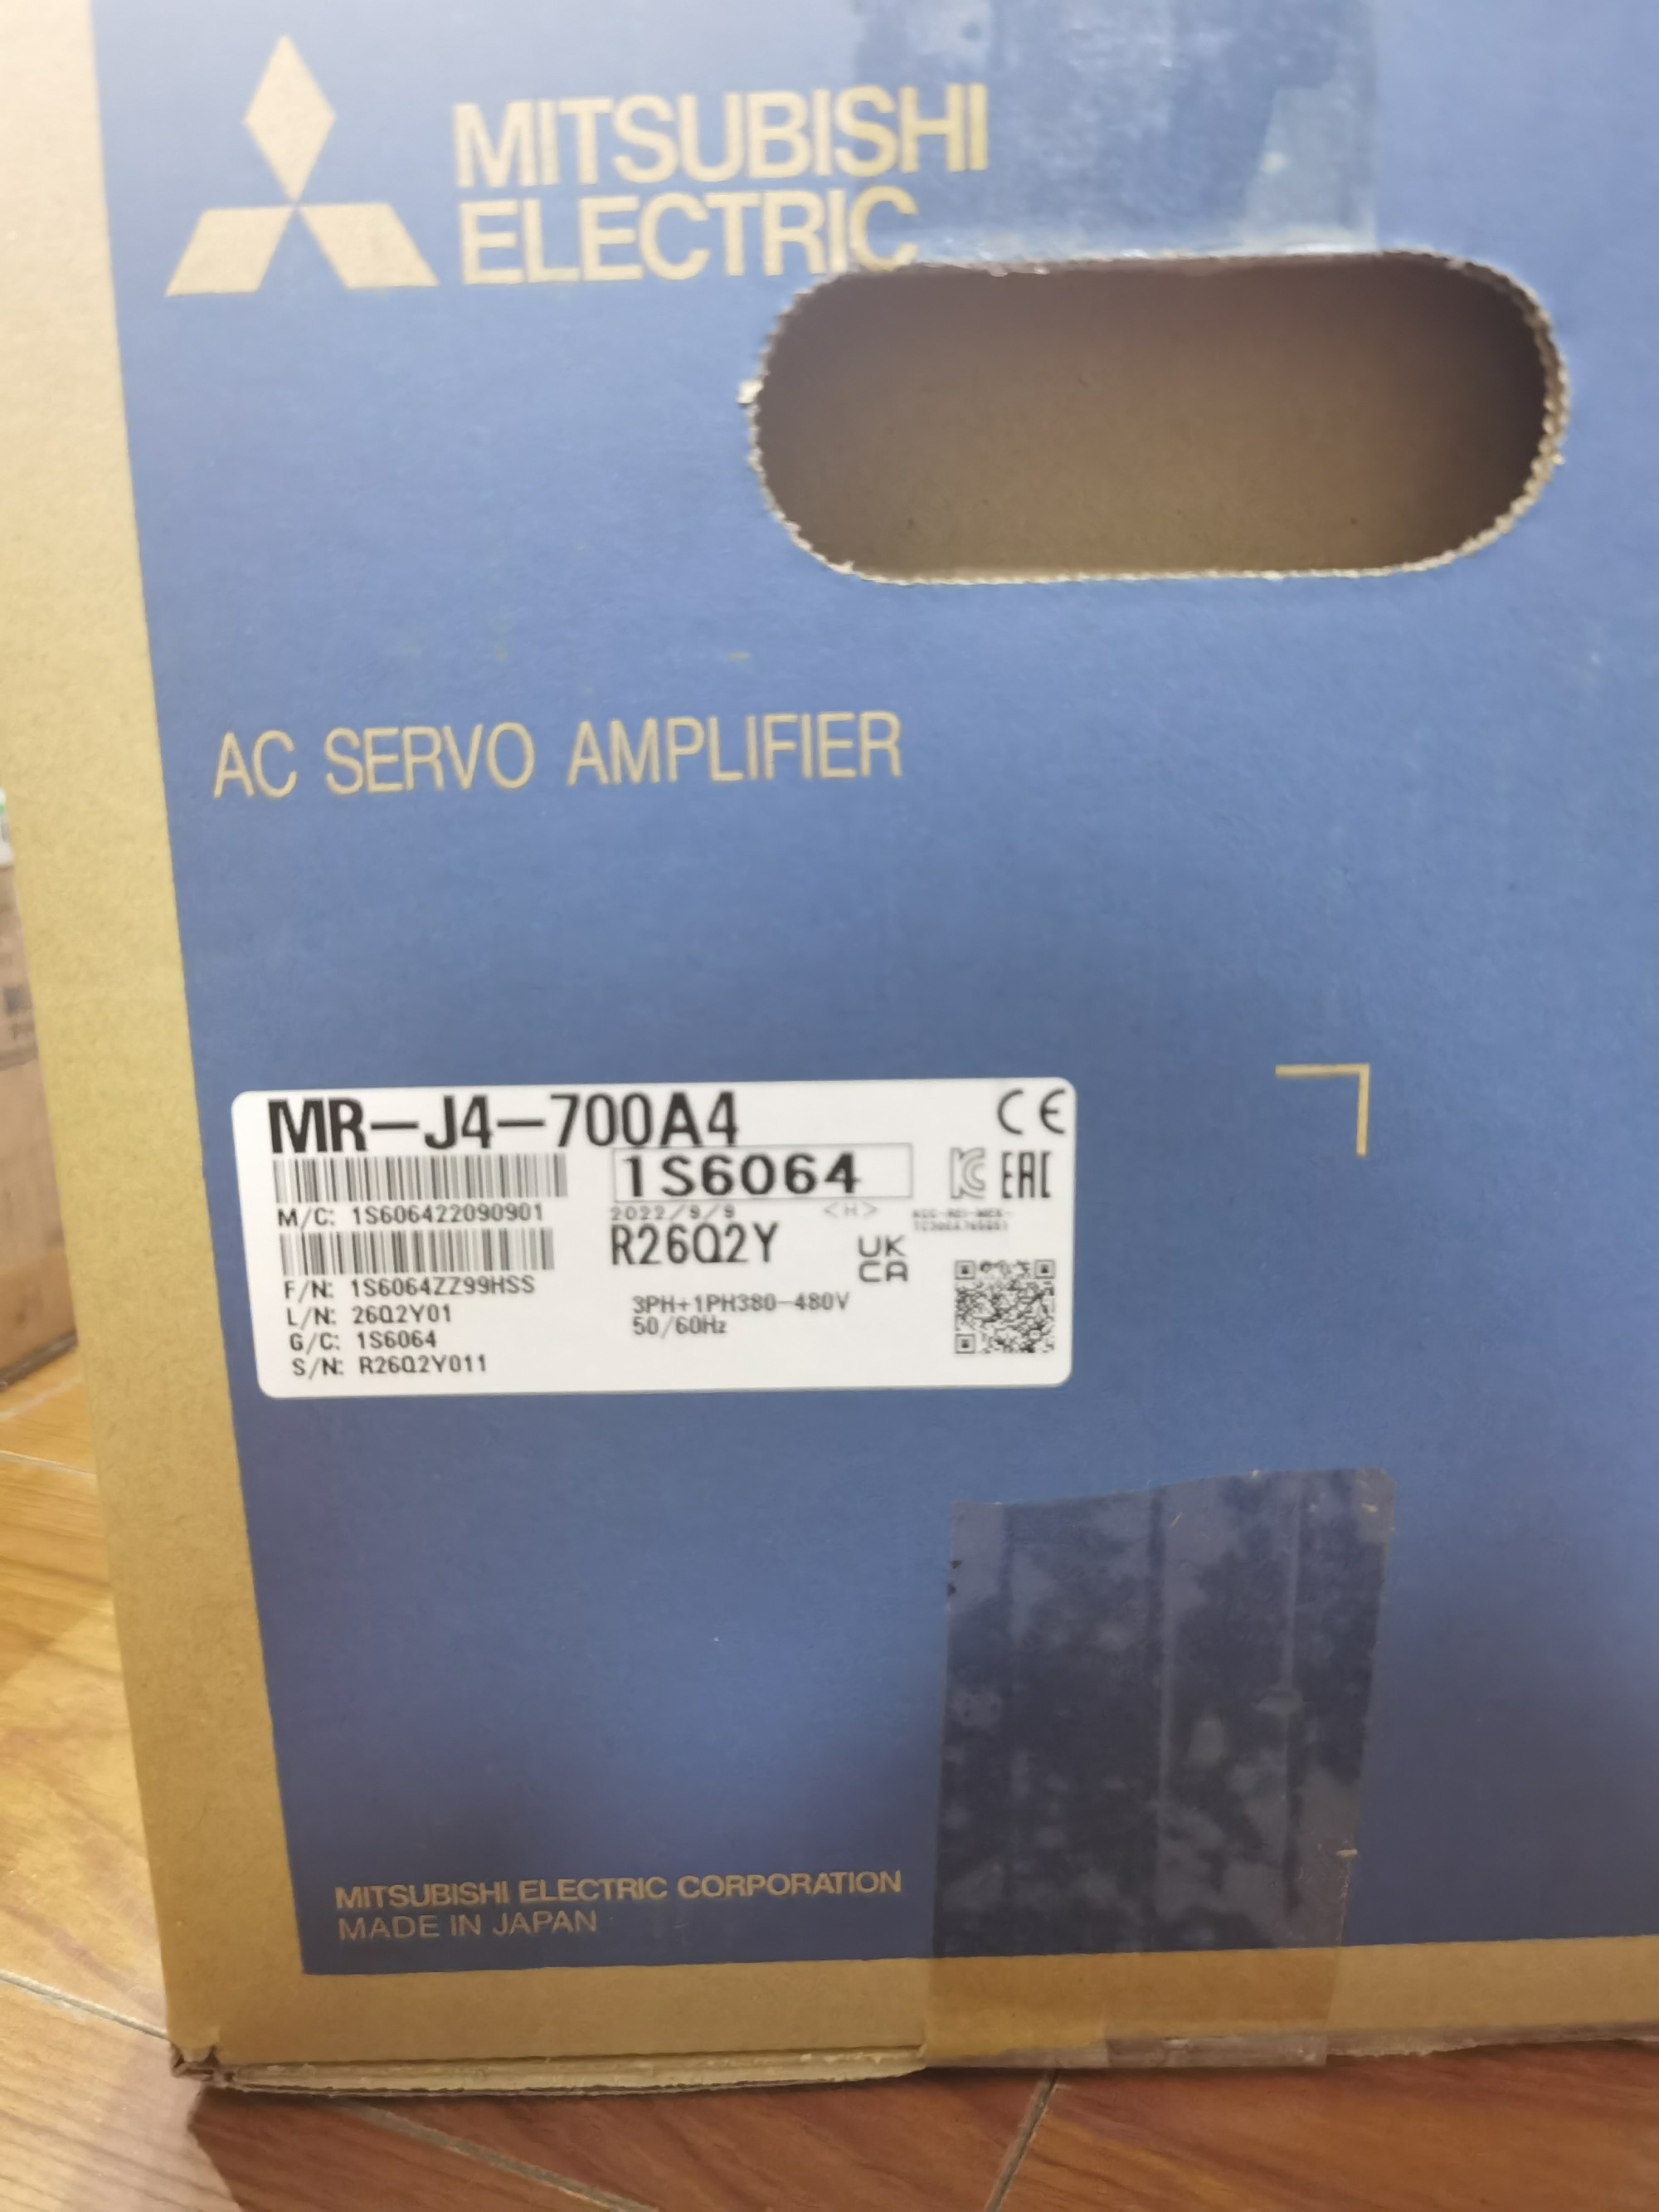 MITSUBISHI
ELECTRIC
AC SERVO AMPLIFIER
MR-J4-700A4
CE
1S6064
EAC
M/C: 1S606422090901
2022/9/9 <H>
R26Q2Y
UK
CA
F/N: 1S6064ZZ99HSS
L/N: 26Q2Y01
3PH+1PH380-480V
50/60Hz
G/C: 1S6064
S/N: R26Q2Y011
MITSUBISHI ELECTRIC CORPORATION
MADE IN JAPAN